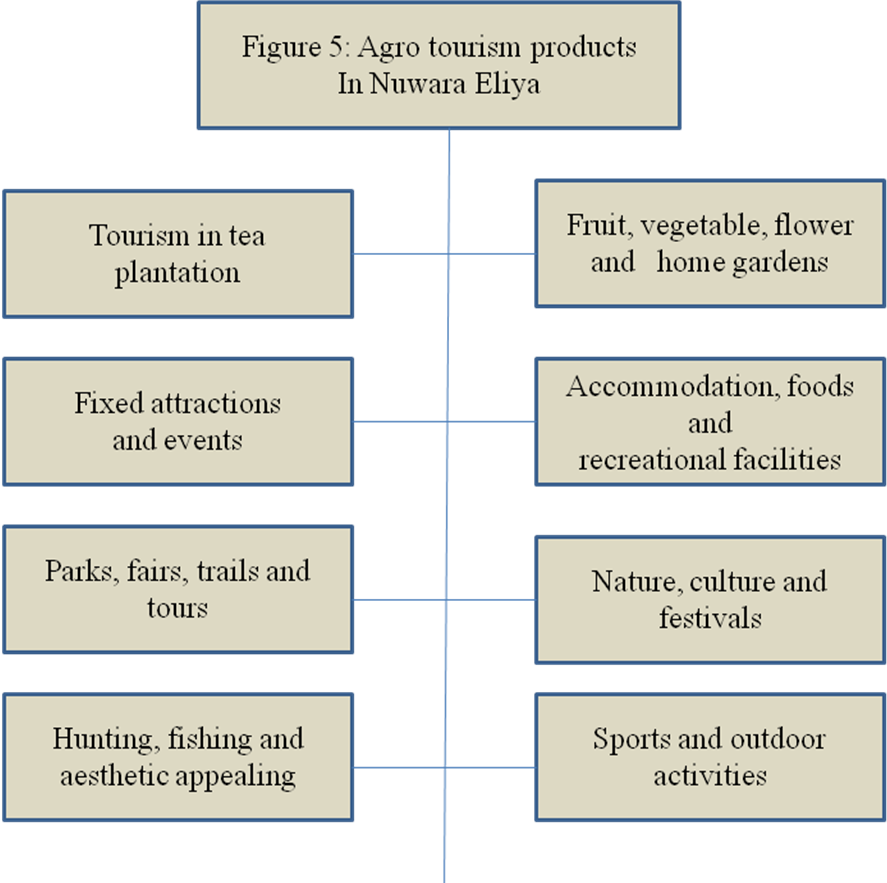 Figure 5: Agro tourism products
In Nuwara Eliya
Tourism in tea
plantation
Fruit, vegetable, flower
and home gardens
Fixed attractions
and events
Accommodation, foods
and
recreational facilities
Parks, fairs, trails and
tours
Nature, culture and
festivals
Hunting, fishing and
aesthetic appealing
Sports and outdoor
activities